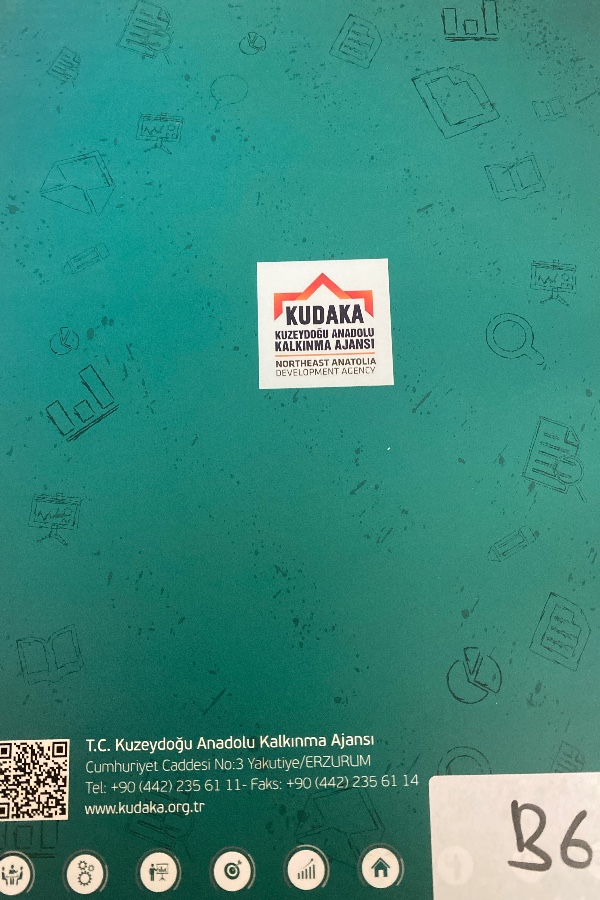 KUDAKA
KUZEYDOĞU ANADOLU
KALKINMA AJANSI
NORTHEAST ANATOLIA
DEVELOPMENT AGENCY
T.C. Kuzeydoğu Anadolu Kalkınma Ajansı
Cumhuriyet Caddesi No:3 Yakutiye/ERZURUM
Tel: +90 (442) 235 61 11- Faks: +90 (442) 235 61 14
www.kudaka.org.tr
B6